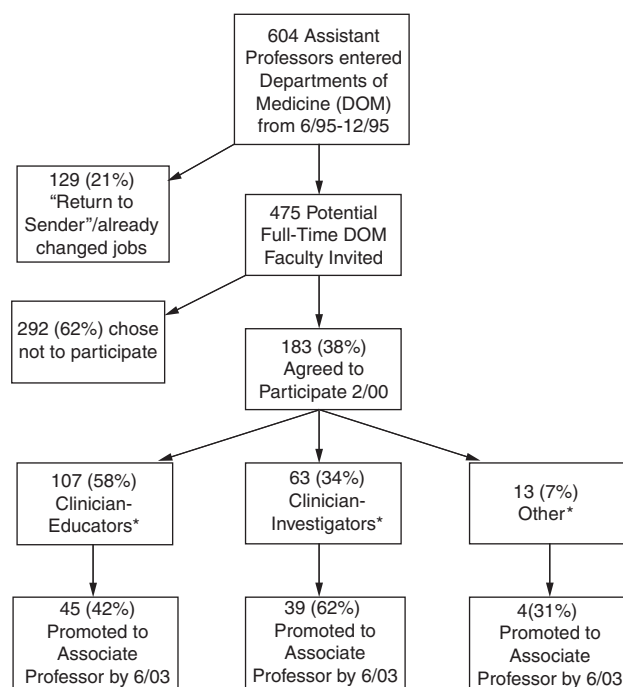 604 Assistant
Professors entered
Departments of
Medicine (DOM)
from 6/95-12/95
129 (21%)
“Return to
Sender”/already
changed jobs
475 Potential
Full-Time DOM
Faculty Invited
292 (62%) chose
not to participate
183 (38%)
Agreed to
Participate 2/00
107 (58%)
Clinician-
Educators*
63 (34%)
Clinician-
Investigators*
13 (7%)
Other*
45 (42%)
Promoted to
Associate
Professor by 6/03
39 (62%)
Promoted to
Associate
Professor by 6/03
4(31%)
Promoted to
Associate
Professor by 6/03